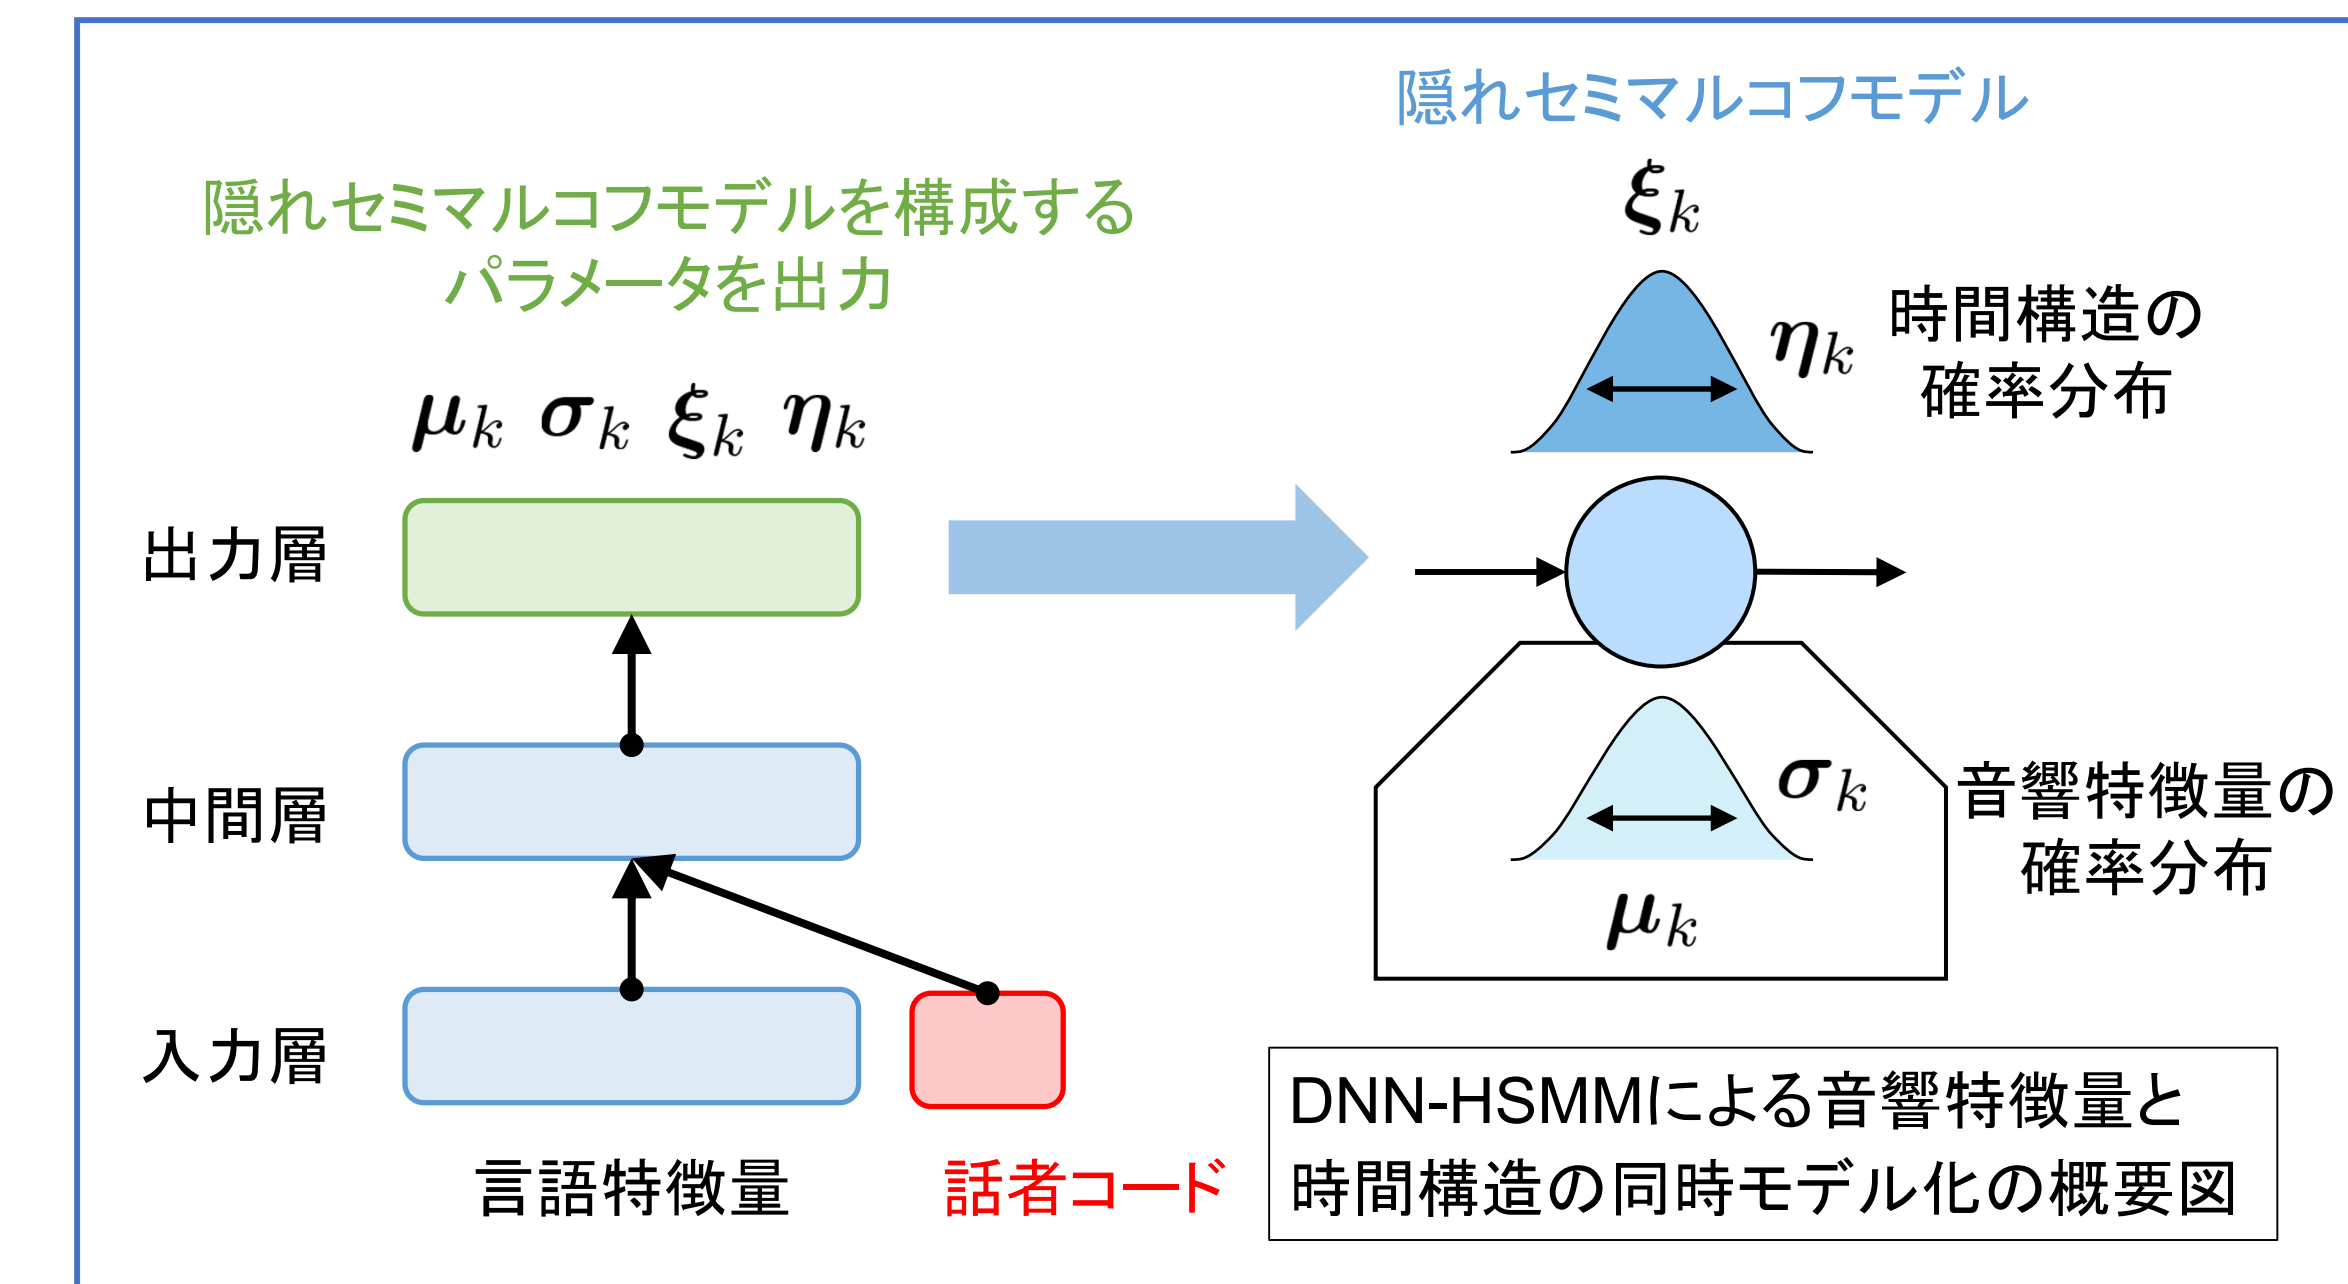 隠れセミマルコフモデルを構成する
パラメータを出力
μk σk ξk ηk
出力層
中間層
入力層
言語特徴量
話者コード
隠れセミマルコフモデル
ξk
ηk
時間構造の
確率分布
σk
μk
音響特徴量の
確率分布
DNN-HSMMによる音響特徴量と
時間構造の同時モデル化の概要図